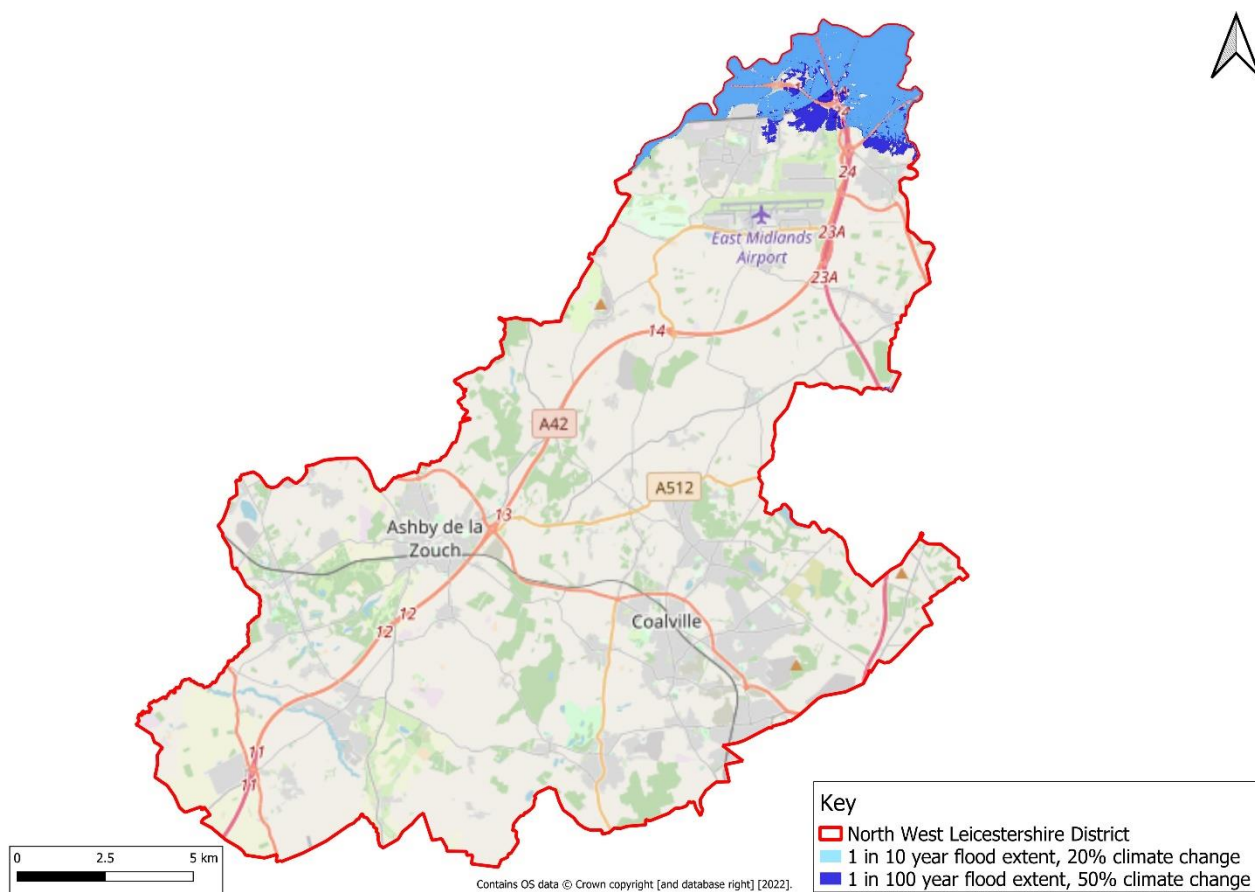 24
East Midlands
Airport
23A
23A
14
A42
A512
13
Ashby de la
Zouch
12
12
Coalville
11
11
0 2.5 5 km
Contains OS data © Crown copyright [and database right] [2022].
Key
North West Leicestershire District
1 in 10 year flood extent, 20% climate change
1 in 100 year flood extent, 50% climate change